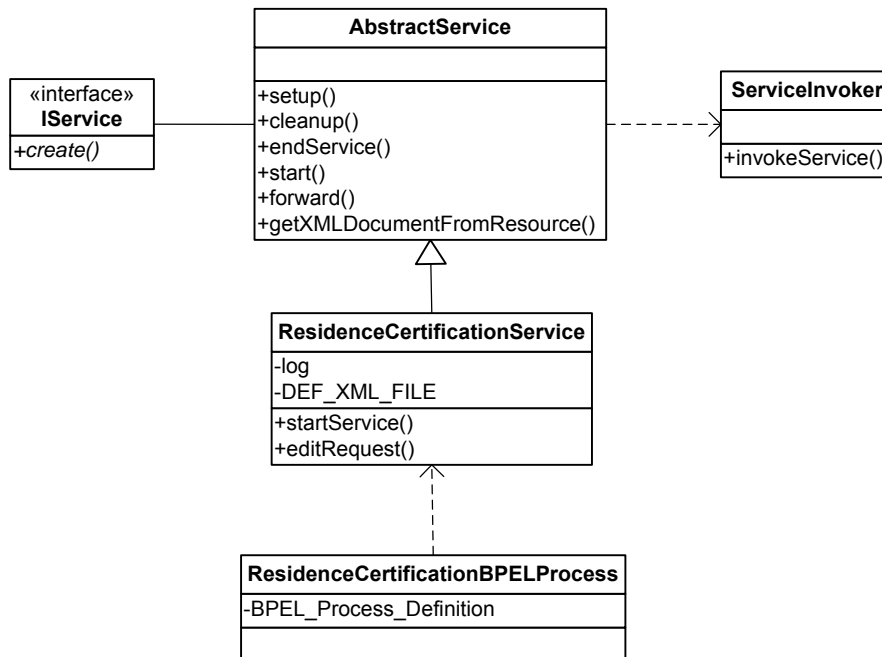 AbstractService
+setup()
+cleanup()
+endService()
+start()
+forward()
+getXMLDocumentFromResource()
«interface»
IService
+create()
ServiceInvoker
+invokeService()
ResidenceCertificationService
-log
-DEF_XML_FILE
+startService()
+editRequest()
ResidenceCertificationBPELProcess
-BPEL_Process_Definition